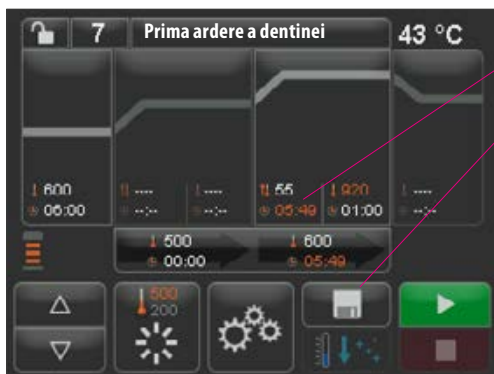 7 Prima ardere a dentinei 43 °C
600 ---- ---- 55 920 ----
06:00 --:-- --:-- 05:49 01:00 --:--
500 600
00:00 05:49
500
200